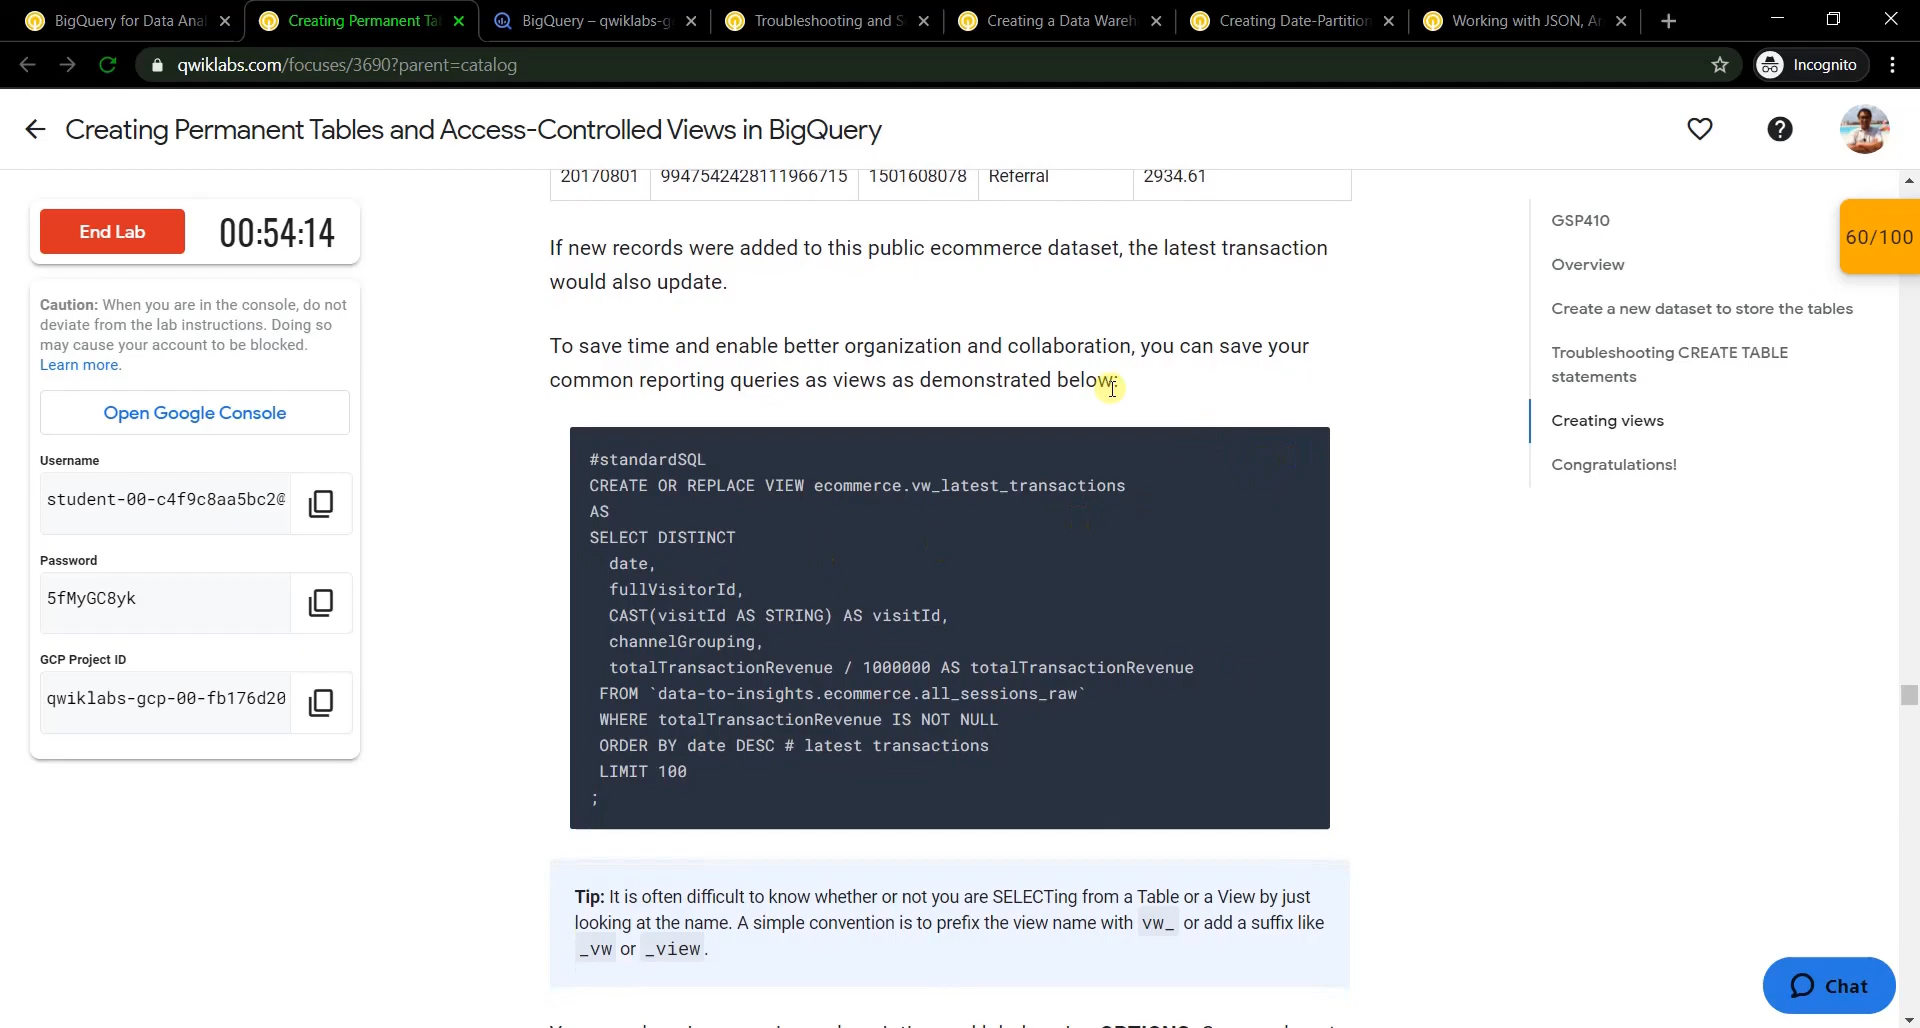 BigQuery for Data Anal
Creating Permanent Ta
BigQuery – qwiklabs-g
Troubleshooting and S
Creating a Data Wareh
Creating Date-Partition
Working with JSON, Ar
qwiklabs.com/focuses/3690?parent=catalog
Incognito
Creating Permanent Tables and Access-Controlled Views in BigQuery
End Lab
00:54:14
Caution: When you are in the console, do not
deviate from the lab instructions. Doing so
may cause your account to be blocked.
Learn more.
Open Google Console
Username
student-00-c4f9c8aa5bc2@
Password
5fMyGC8yk
GCP Project ID
qwiklabs-gcp-00-fb176d20
20170801 9947542428111966715 1501608078 Referral 2934.61
If new records were added to this public ecommerce dataset, the latest transaction
would also update.
To save time and enable better organization and collaboration, you can save your
common reporting queries as views as demonstrated below:
#standardSQL
CREATE OR REPLACE VIEW ecommerce.vw_latest_transactions
AS
SELECT DISTINCT
date,
fullVisitorId,
CAST(visitId AS STRING) AS visitId,
channelGrouping,
totalTransactionRevenue / 1000000 AS totalTransactionRevenue
FROM `data-to-insights.ecommerce.all_sessions_raw`
WHERE totalTransactionRevenue IS NOT NULL
ORDER BY date DESC # latest transactions
LIMIT 100
;
Tip: It is often difficult to know whether or not you are SELECTing from a Table or a View by just
looking at the name. A simple convention is to prefix the view name with vw_ or add a suffix like
_vw or _view.
GSP410
Overview
Create a new dataset to store the tables
Troubleshooting CREATE TABLE
statements
Creating views
Congratulations!
60/100
Chat